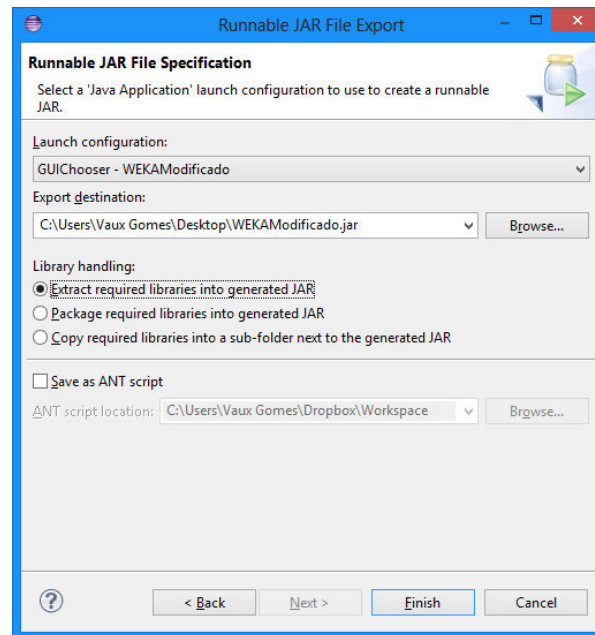 Runnable JAR File Export
Runnable JAR File Specification
Select a 'Java Application' launch configuration to use to create a runnable
JAR.
Launch configuration:
GUIChooser - WEKAModificado
Export destination:
C:\Users\Vaux Gomes\Desktop\WEKAModificado.jar
Browse...
Library handling:
Extract required libraries into generated JAR
Package required libraries into generated JAR
Copy required libraries into a sub-folder next to the generated JAR
Save as ANT script
ANT script location: C:\Users\Vaux Gomes\Dropbox\Workspace Browse...
? < Back Next > Finish Cancel